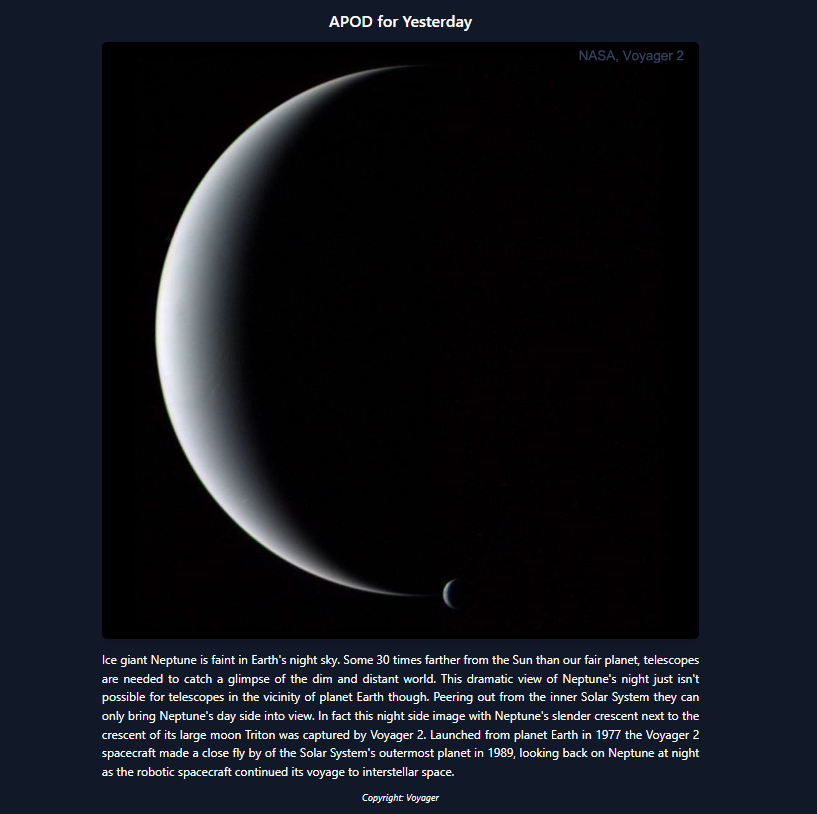 APOD for Yesterday
NASA, Voyager 2
Ice giant Neptune is faint in Earth's night sky. Some 30 times farther from the Sun than our fair planet, telescopes
are needed to catch a glimpse of the dim and distant world. This dramatic view of Neptune's night just isn't
possible for telescopes in the vicinity of planet Earth though. Peering out from the inner Solar System they can
only bring Neptune's day side into view. In fact this night side image with Neptune's slender crescent next to the
crescent of its large moon Triton was captured by Voyager 2. Launched from planet Earth in 1977 the Voyager 2
spacecraft made a close fly by of the Solar System's outermost planet in 1989, looking back on Neptune at night
as the robotic spacecraft continued its voyage to interstellar space.
Copyright: Voyager